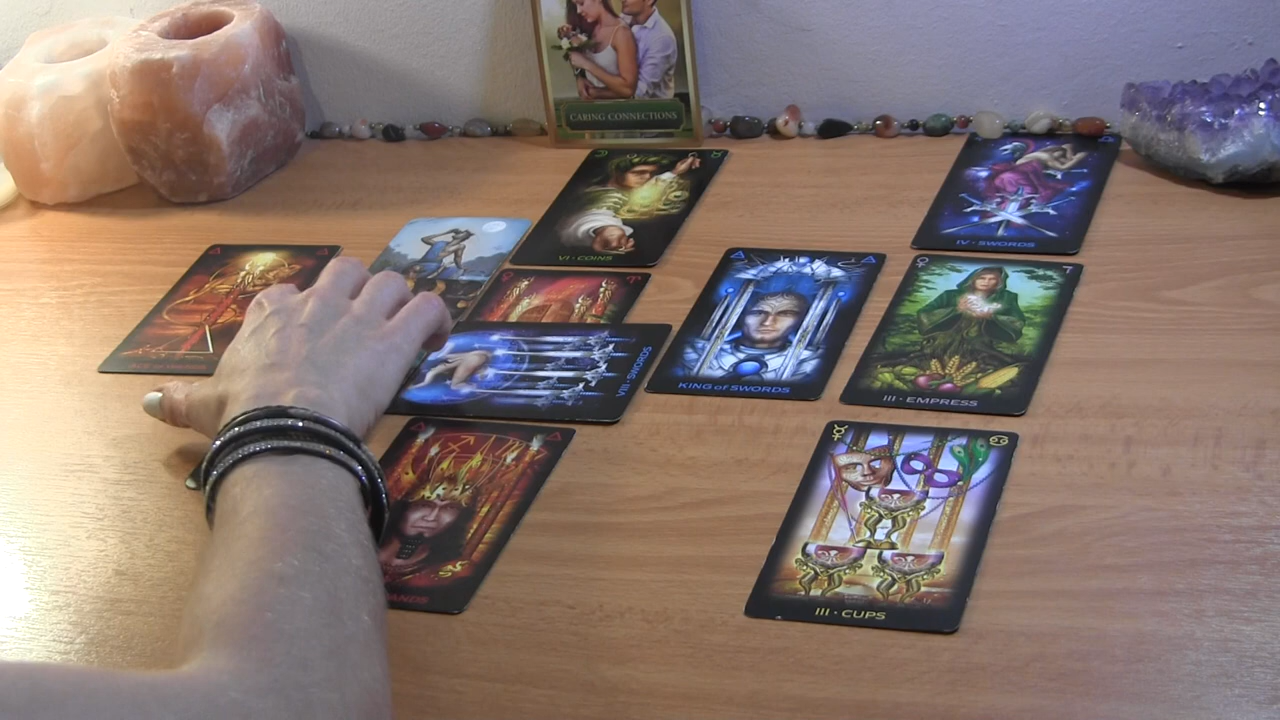 CARING CONNECTIONS
VI · COINS
IV · SWORDS
VIII · SWORDS
KING of SWORDS
III · EMPRESS
III · CUPS